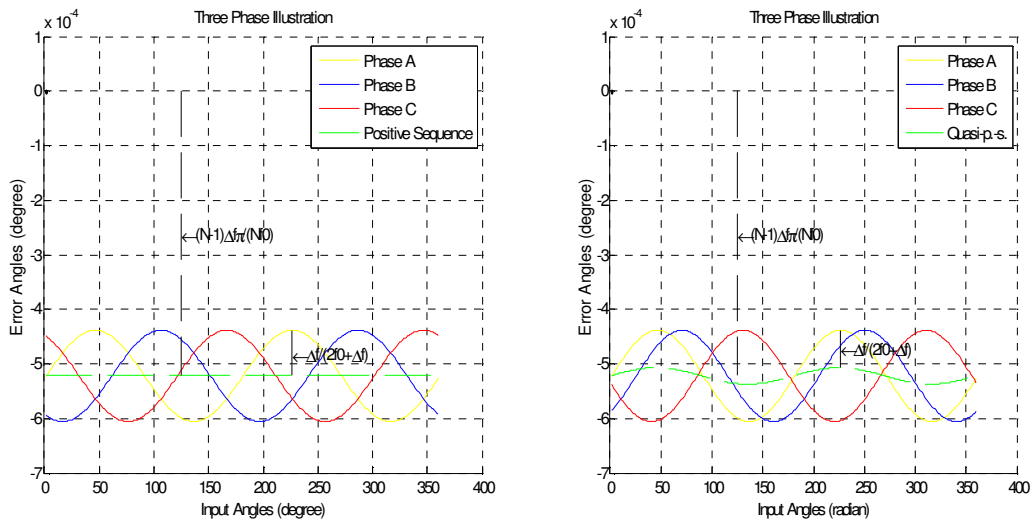 x 10-4
Three Phase Illustration
1
0
-1
-2
-3
-4
-5
-6
-7
Error Angles (degree)
Phase A
Phase B
Phase C
Positive Sequence
←(N-1)Δfπ/(Nf0)
←Δf/(2f0+Δf)
0 50 100 150 200 250 300 350 400
Input Angles (degree)
x 10-4
Three Phase Illustration
1
0
-1
-2
-3
-4
-5
-6
-7
Error Angles (degree)
Phase A
Phase B
Phase C
Quasi-p.-s.
←(N-1)Δfπ/(Nf0)
←Δf/(2f0+Δf)
0 50 100 150 200 250 300 350 400
Input Angles (radian)